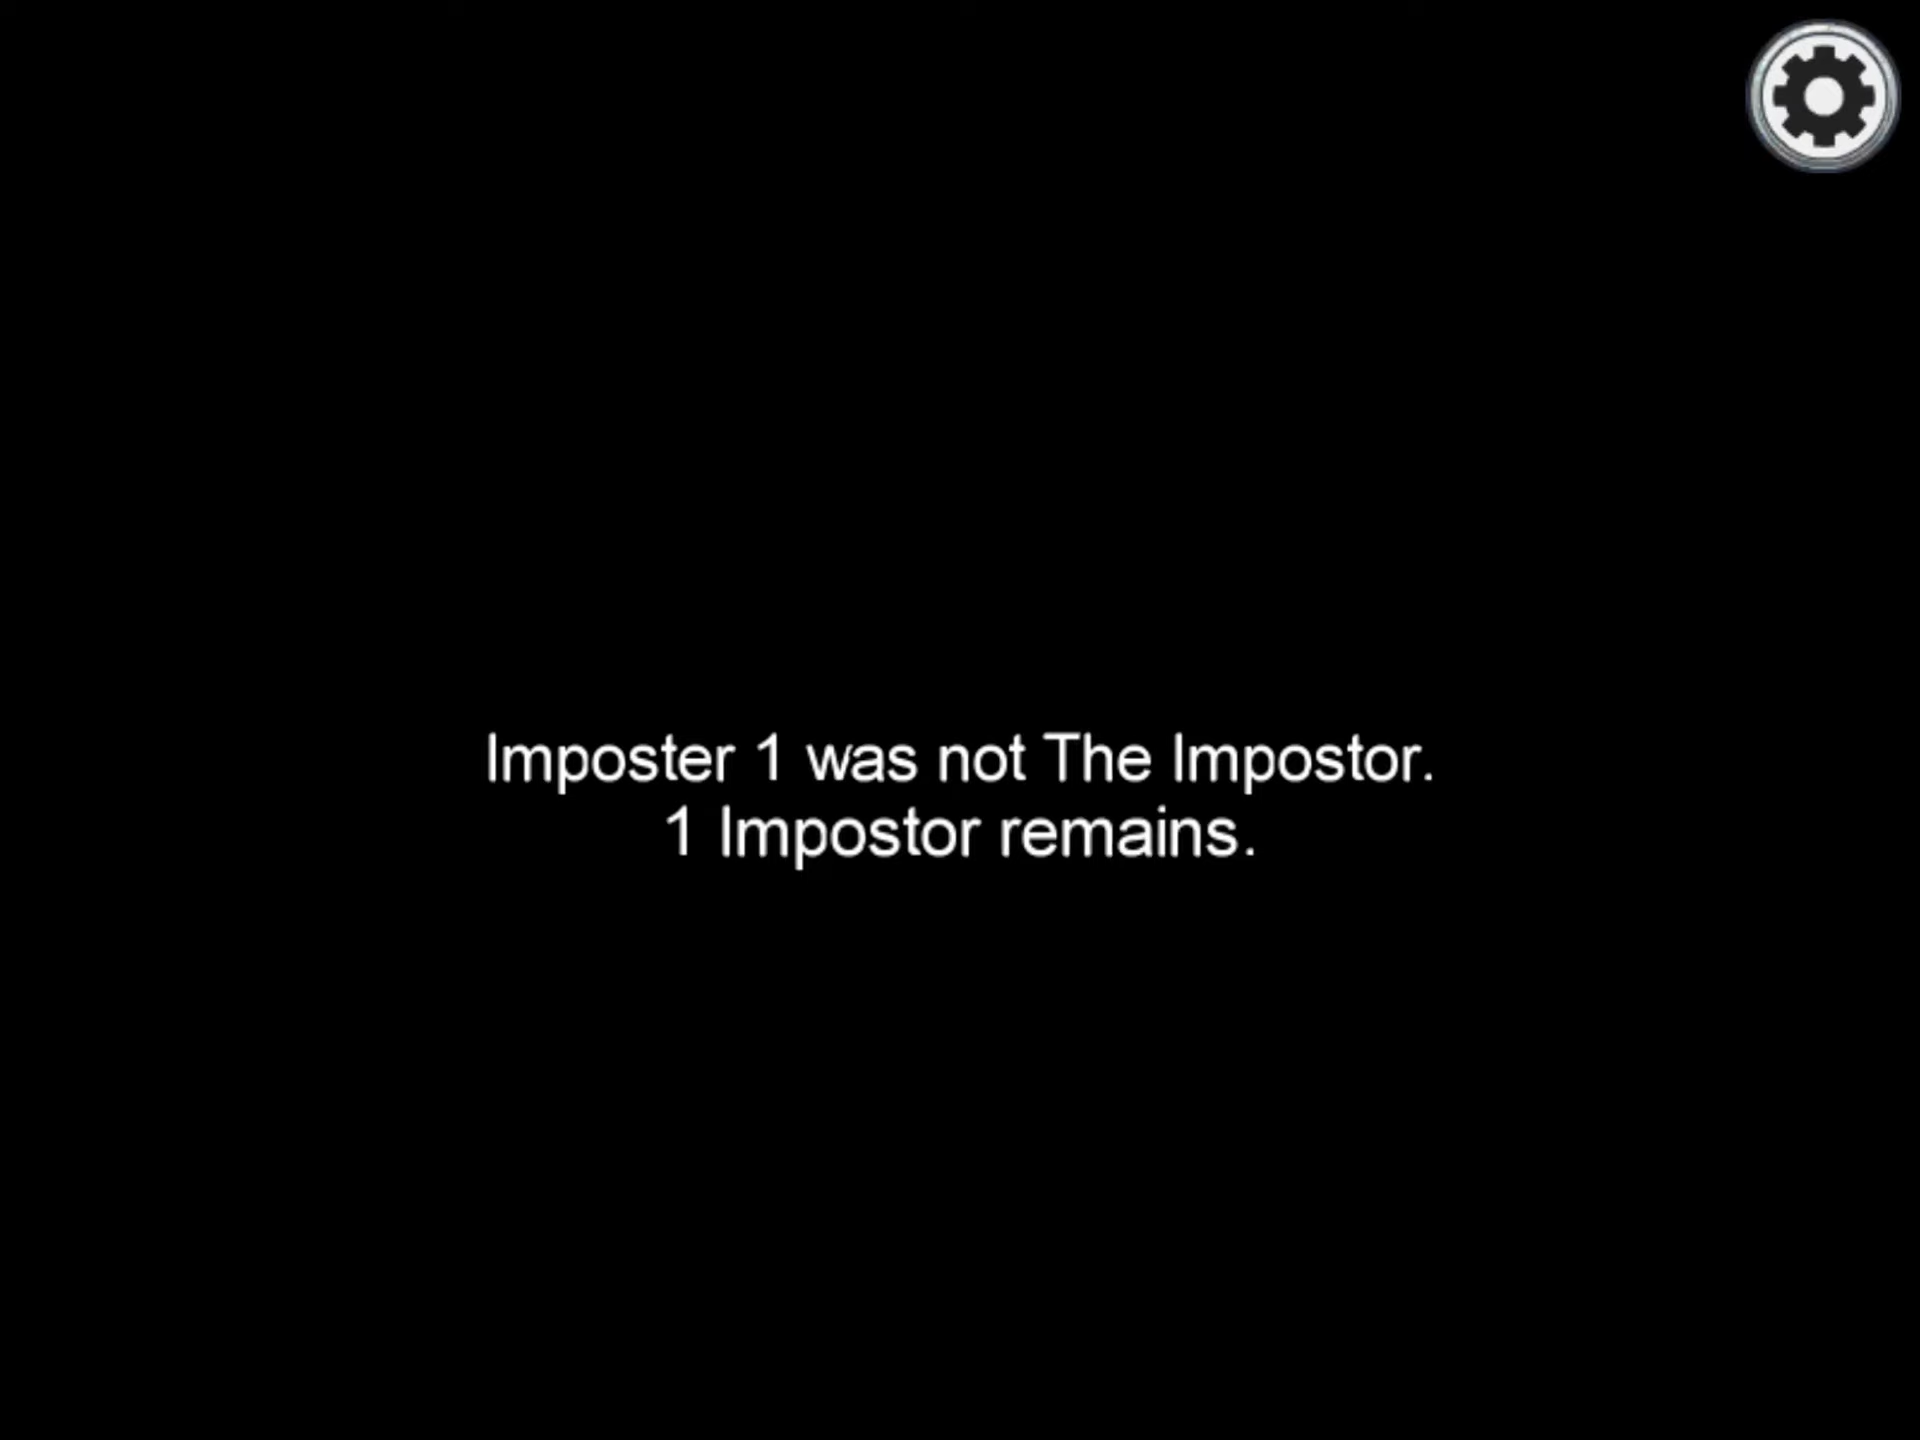 Imposter 1 was not The Impostor.
1 Impostor remains.